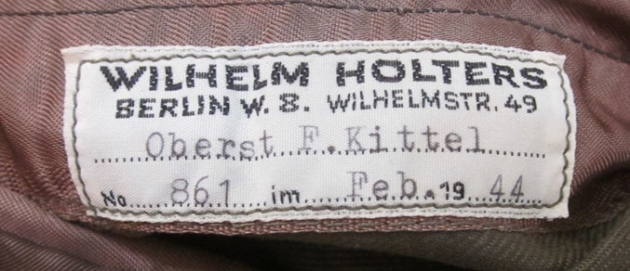 WILHELM HOLTERS
BERLIN W. 8. WILHELMSTR. 49
Oberst F. Kittel
No 861 im Feb. 19 44